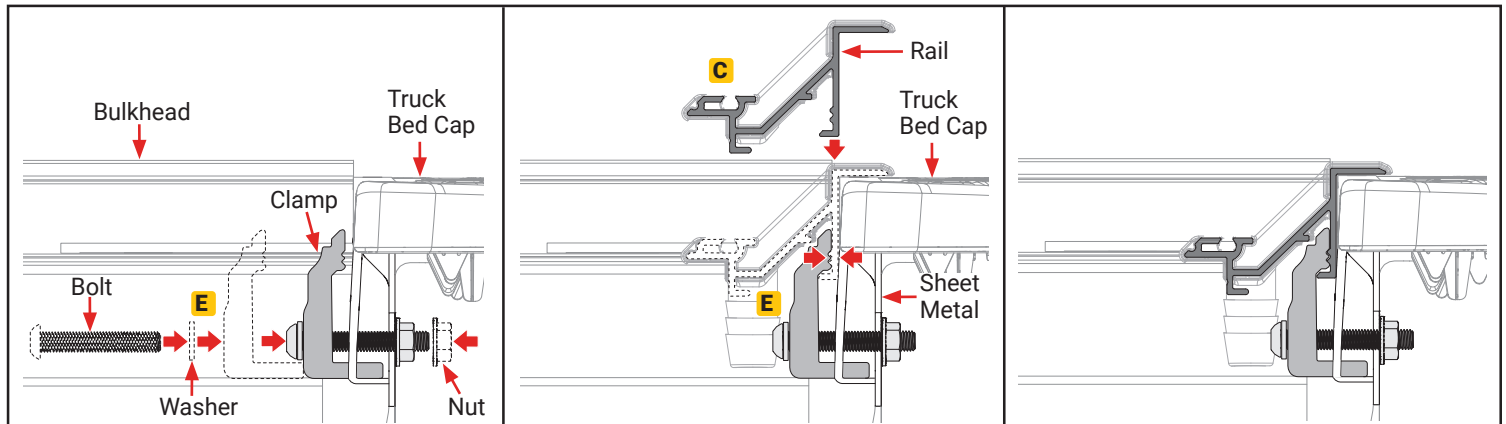 Bulkhead
Truck
Bed Cap
Clamp
Bolt
E
Washer
Nut
C
Rail
Truck
Bed Cap
E
Sheet
Metal